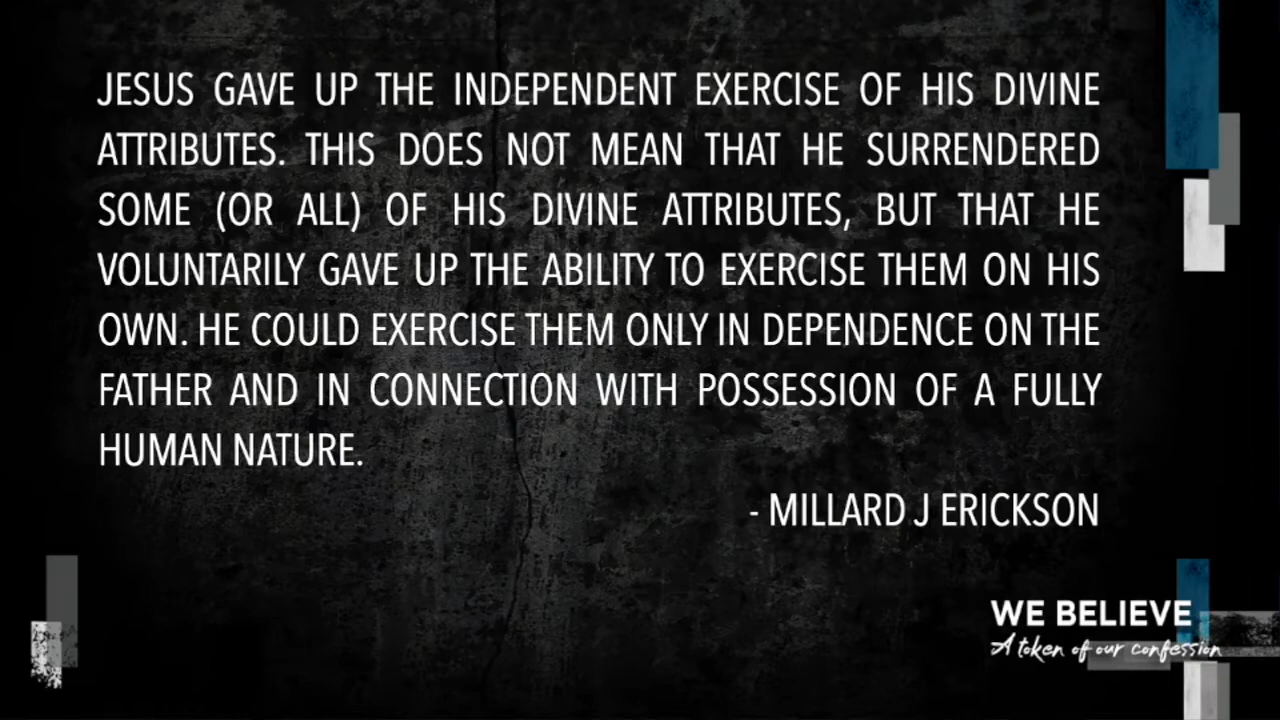 JESUS GAVE UP THE INDEPENDENT EXERCISE OF HIS DIVINE
ATTRIBUTES. THIS DOES NOT MEAN THAT HE SURRENDERED
SOME (OR ALL) OF HIS DIVINE ATTRIBUTES, BUT THAT HE
VOLUNTARILY GAVE UP THE ABILITY TO EXERCISE THEM ON HIS
OWN. HE COULD EXERCISE THEM ONLY IN DEPENDENCE ON THE
FATHER AND IN CONNECTION WITH POSSESSION OF A FULLY
HUMAN NATURE.
- MILLARD J ERICKSON
WE BELIEVE
A token of our confession